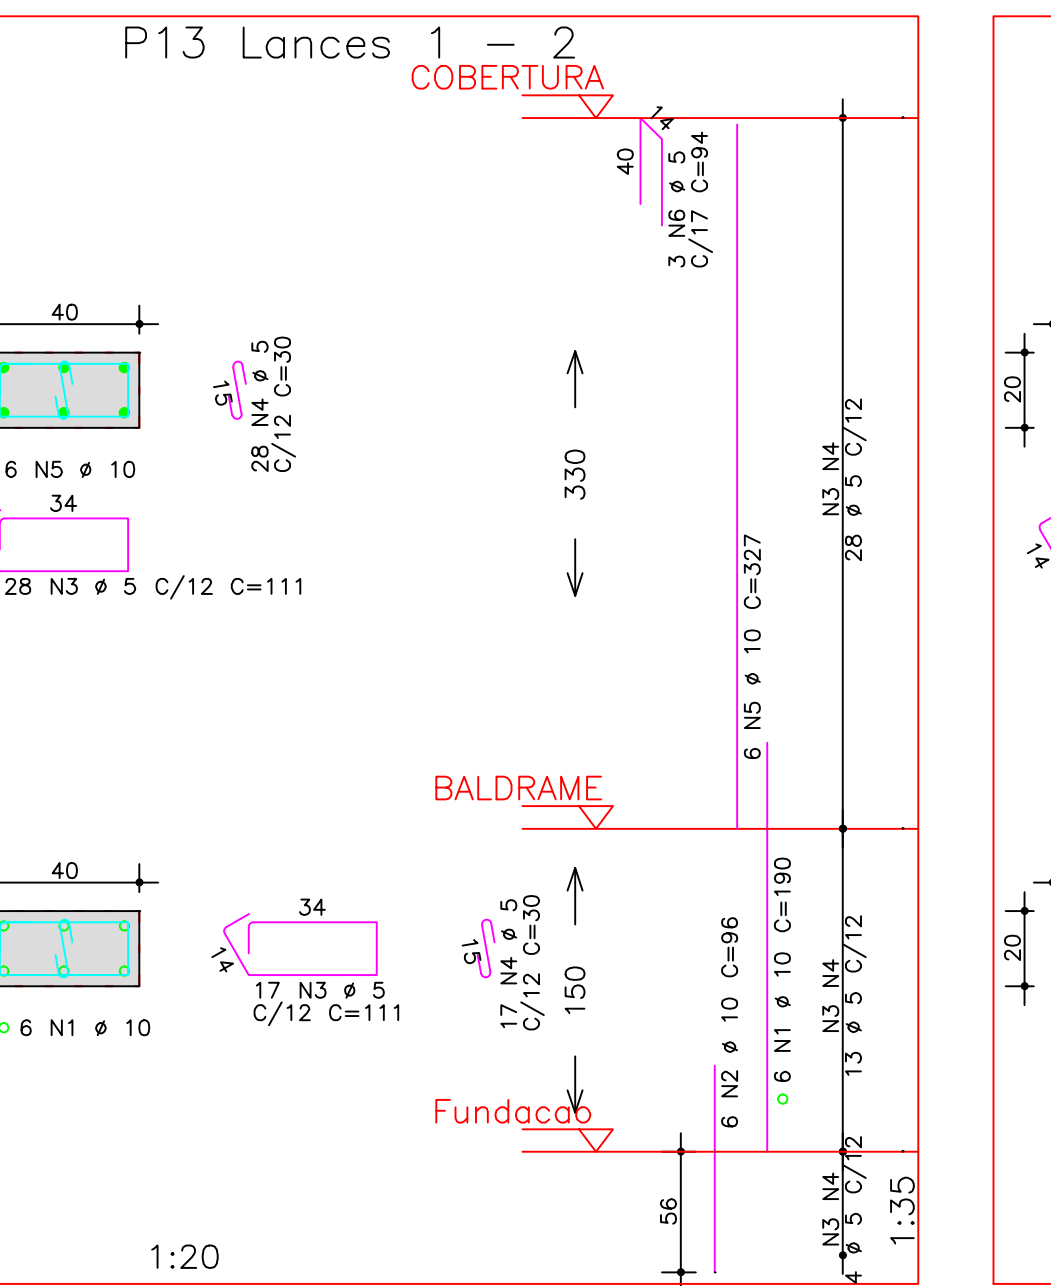 P13 Lances 1 - 2
COBERTURA
14
40
3 N6 ø 5
C/17 C=94
40
15
28 N4 ø 5
C/12 C=30
6 N5 ø 10
34
28 N3 ø 5 C/12 C=111
330
6 N5 ø 10 C=327
N3 N4
28 ø 5 C/12
20
14
BALDRAME
40
14
34
17 N3 ø 5
C/12 C=111
15
17 N4 ø 5
C/12 C=30
150
6 N1 ø 10
6 N2 ø 10 C=96
6 N1 ø 10 C=190
N3 N4
13 ø 5 C/12
20
Fundacao
56
N3 N4
4 ø 5 C/12
1:35
1:20